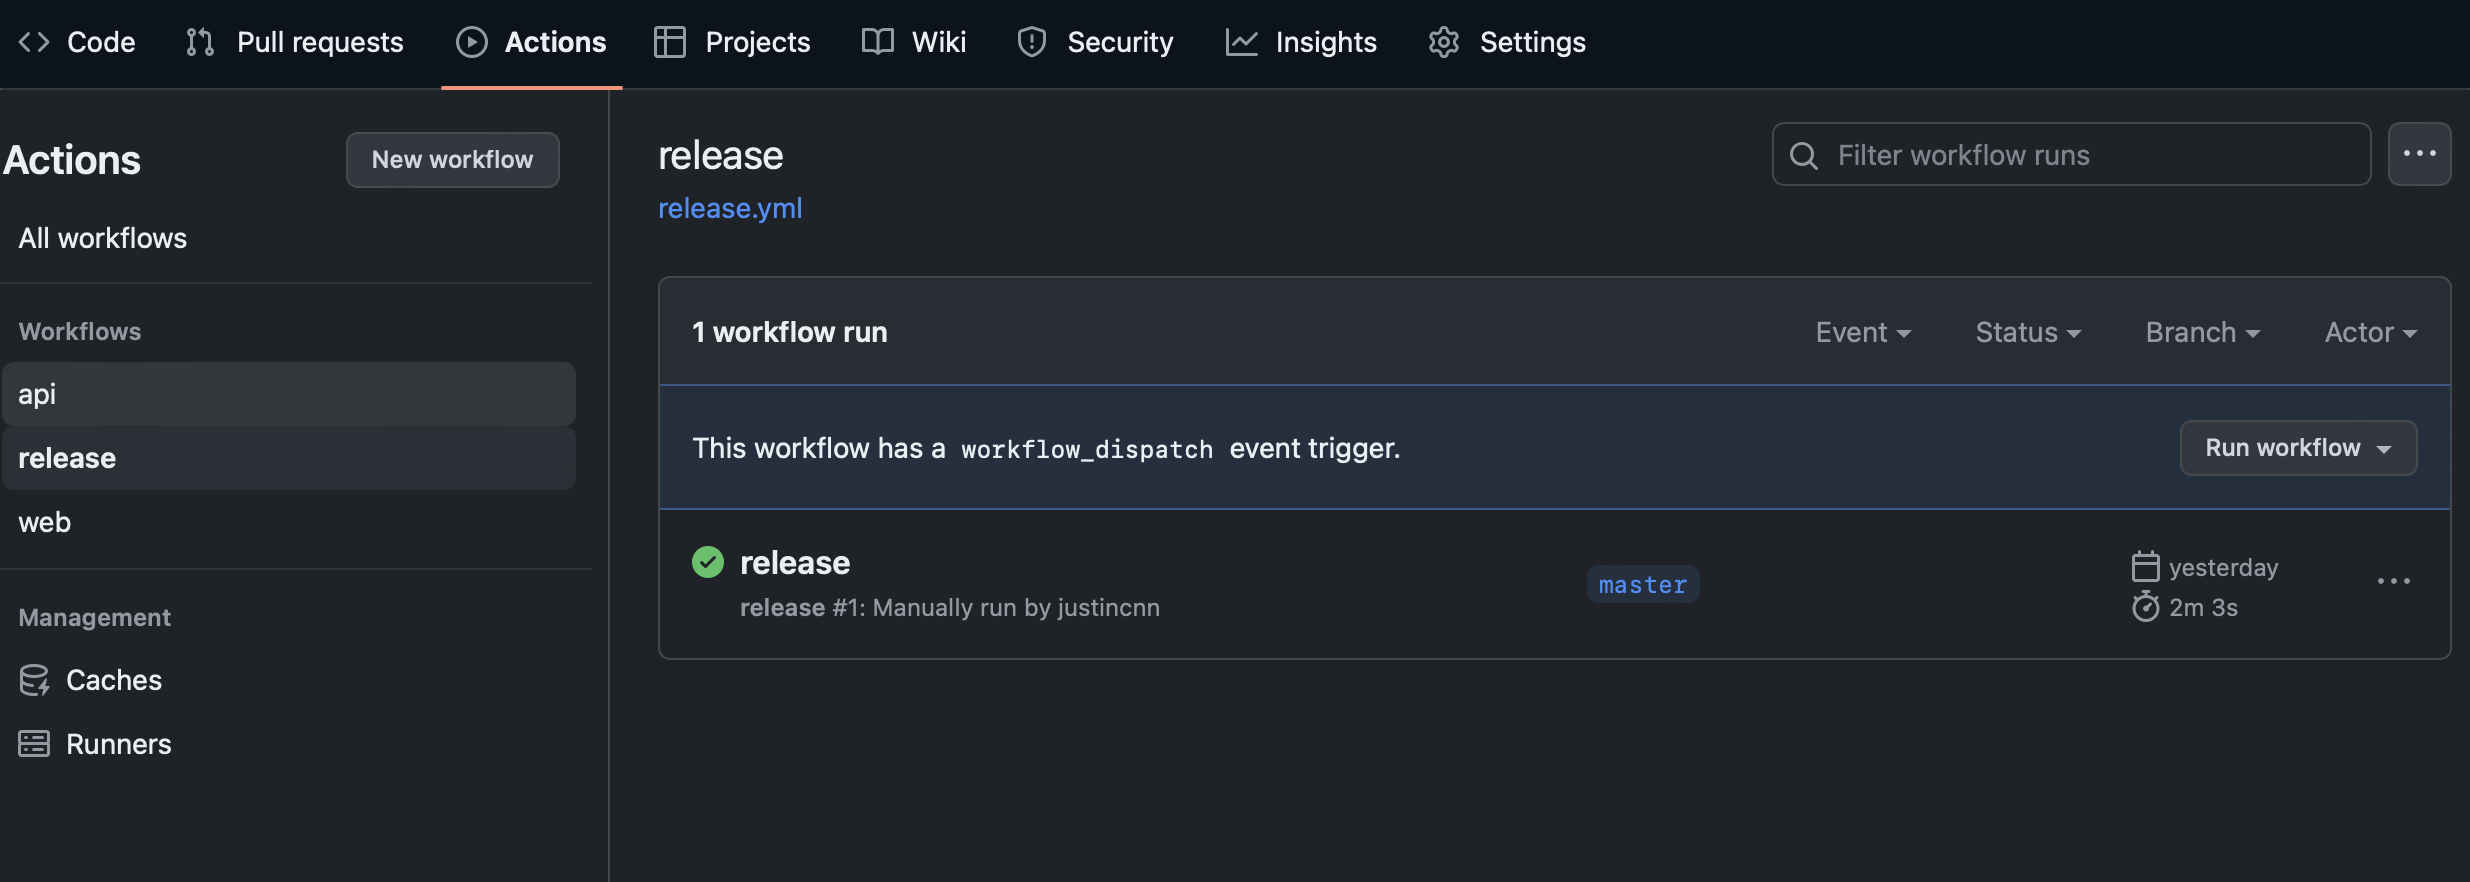 Code Pull requests Actions Projects Wiki Security Insights Settings
Actions
New workflow
All workflows
Workflows
api
release
web
Management
Caches
Runners
release
release.yml
Filter workflow runs
1 workflow run
Event Status Branch Actor
This workflow has a workflow_dispatch event trigger.
Run workflow
release
release #1: Manually run by justincnn
master
yesterday
2m 3s